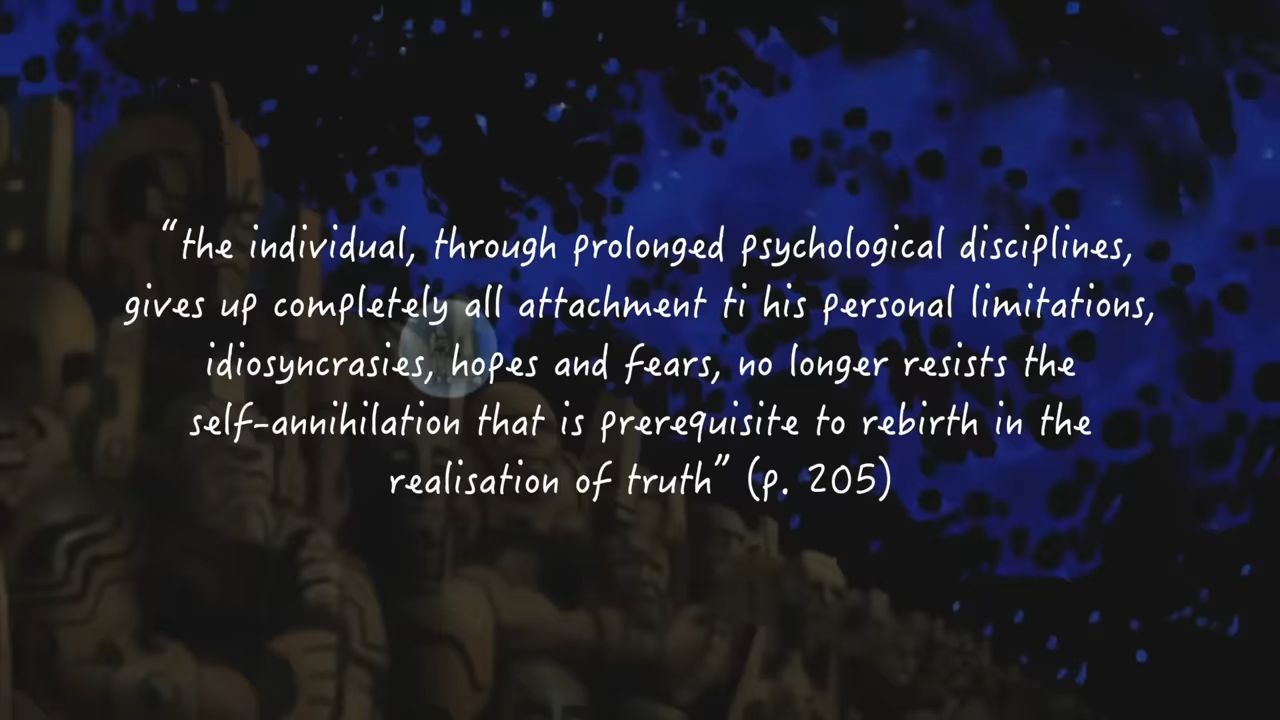 “the individual, through prolonged psychological disciplines,
gives up completely all attachment ti his personal limitations,
idiosyncrasies, hopes and fears, no longer resists the
self-annihilation that is prerequisite to rebirth in the
realisation of truth” (p. 205)